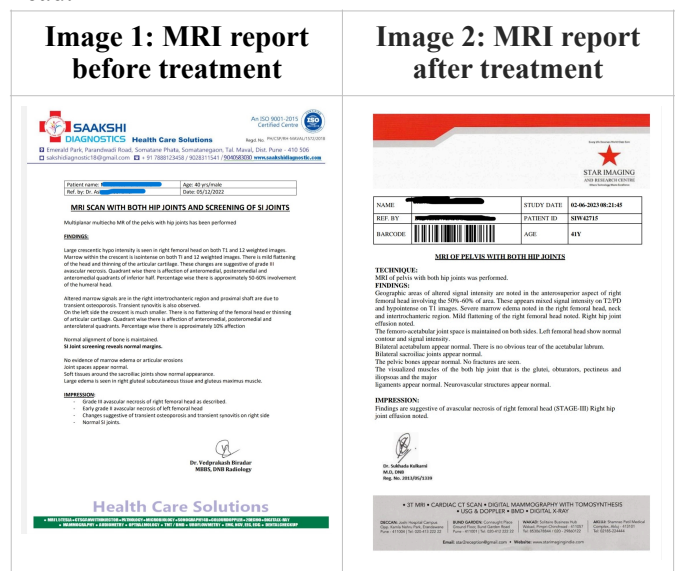 Image 1: MRI report
before treatment
Image 2: MRI report
after treatment
SAAKSHI
DIAGNOSTICS Health Care Solutions
An ISO 9001-2015
Certified Centre
ISO
Regd. No.
Emerald Park, Parandwadi Road, Somatane Phata, Somatanegaon, Tal. Maval, Dist. Pune - 410 506
sakshidiagnostic18@gmail.com + 91 7888123458 / 9028311541 / 9040583030 www.saakshidiagnostic.com
Patient name: Age: 40 yrs/male
Ref. by: Dr. Date: 05/12/2022
MRI SCAN WITH BOTH HIP JOINTS AND SCREENING OF SI JOINTS
Multiplanar multiecho MR of the pelvis with hip joints has been performed
FINDINGS:
Large crescentic hypo intensity is seen in right femoral head on both T1 and 12 weighted images.
Marrow within the crescent is isointense on both TI and 12 weighted images. There is mild flattening
of the head and thinning of the articular cartilage. These changes are suggestive of grade III
avascular necrosis. Quadrant wise there is affection of anteromedial, posteromedial and
anteromedial quadrants of inferior half. Percentage wise there is approximately 50-60% involvement
of the humeral head.
Altered marrow signals are in the right intertrochanteric region and proximal shaft are due to
transient osteoporosis. Transient synovitis is also observed.
On the left side the crescent is much smaller. There is no flattening of the femoral head or thinning
of articular cartilage. Quadrant wise there is affection of anteromedial, posteromedial and
anterolateral quadrants. Percentage wise there is approximately 10% affection
Normal alignment of bone is maintained.
SI Joint screening reveals normal margins.
No evidence of marrow edema or articular erosions
Joint spaces appear normal.
Soft tissues around the sacroiliac joints show normal appearance.
Large edema is seen in right gluteal subcutaneous tissue and gluteus maximus muscle.
IMPRESSION:
- Grade III avascular necrosis of right femoral head as described.
- Early grade II avascular necrosis of left femoral head
- Changes suggestive of transient osteoporosis and transient synovitis on right side
- Normal SI joints.
Dr. Vedprakash Biradar
MBBS, DNB Radiology
Health Care Solutions
STAR IMAGING
AND RESEARCH CENTRE
NAME STUDY DATE 02-06-2023 08:21:45
REF. BY PATIENT ID SIW42715
BARCODE AGE 41Y
MRI OF PELVIS WITH BOTH HIP JOINTS
TECHNIQUE:
MRI of pelvis with both joints was performed.
FINDINGS:
Geographic areas of altered signal intensity are noted in the anterosuperior aspect of right
femoral head involving the 50%-60% of area. These appears mixed signal intensity on T2/PD
and hypointense on T1 images. Severe marrow edema noted in the right femoral head, neck
and intertrochanteric region. Mild flattening of the right femoral head noted. Right hip joint
effusion noted.
The femoro-acetabular joint space is maintained on both sides. Left femoral head show normal
contour and signal intensity.
Bilateral acetabulum appear normal. There is no obvious tear of the acetabular labrum.
Bilateral sacroiliac joints appear normal.
The pelvic bones appear normal. No fractures are seen.
The visualized muscles of the both hip joint that is the glutei, obturators, pectineus and
iliopsoas and the major
ligaments appear normal. Neurovascular structures appear normal.
IMPRESSION:
Findings are suggestive of avascular necrosis of right femoral head (STAGE-III) Right hip
joint effusion noted.
Dr. Sukhada Kulkarni
M.D, DNB
Reg. No. 2013/05/1339
• 3T MRI • CARDIAC CT SCAN • DIGITAL MAMMOGRAPHY WITH TOMOSYNTHESIS
• USG & DOPPLER • BMD • DIGITAL X-RAY